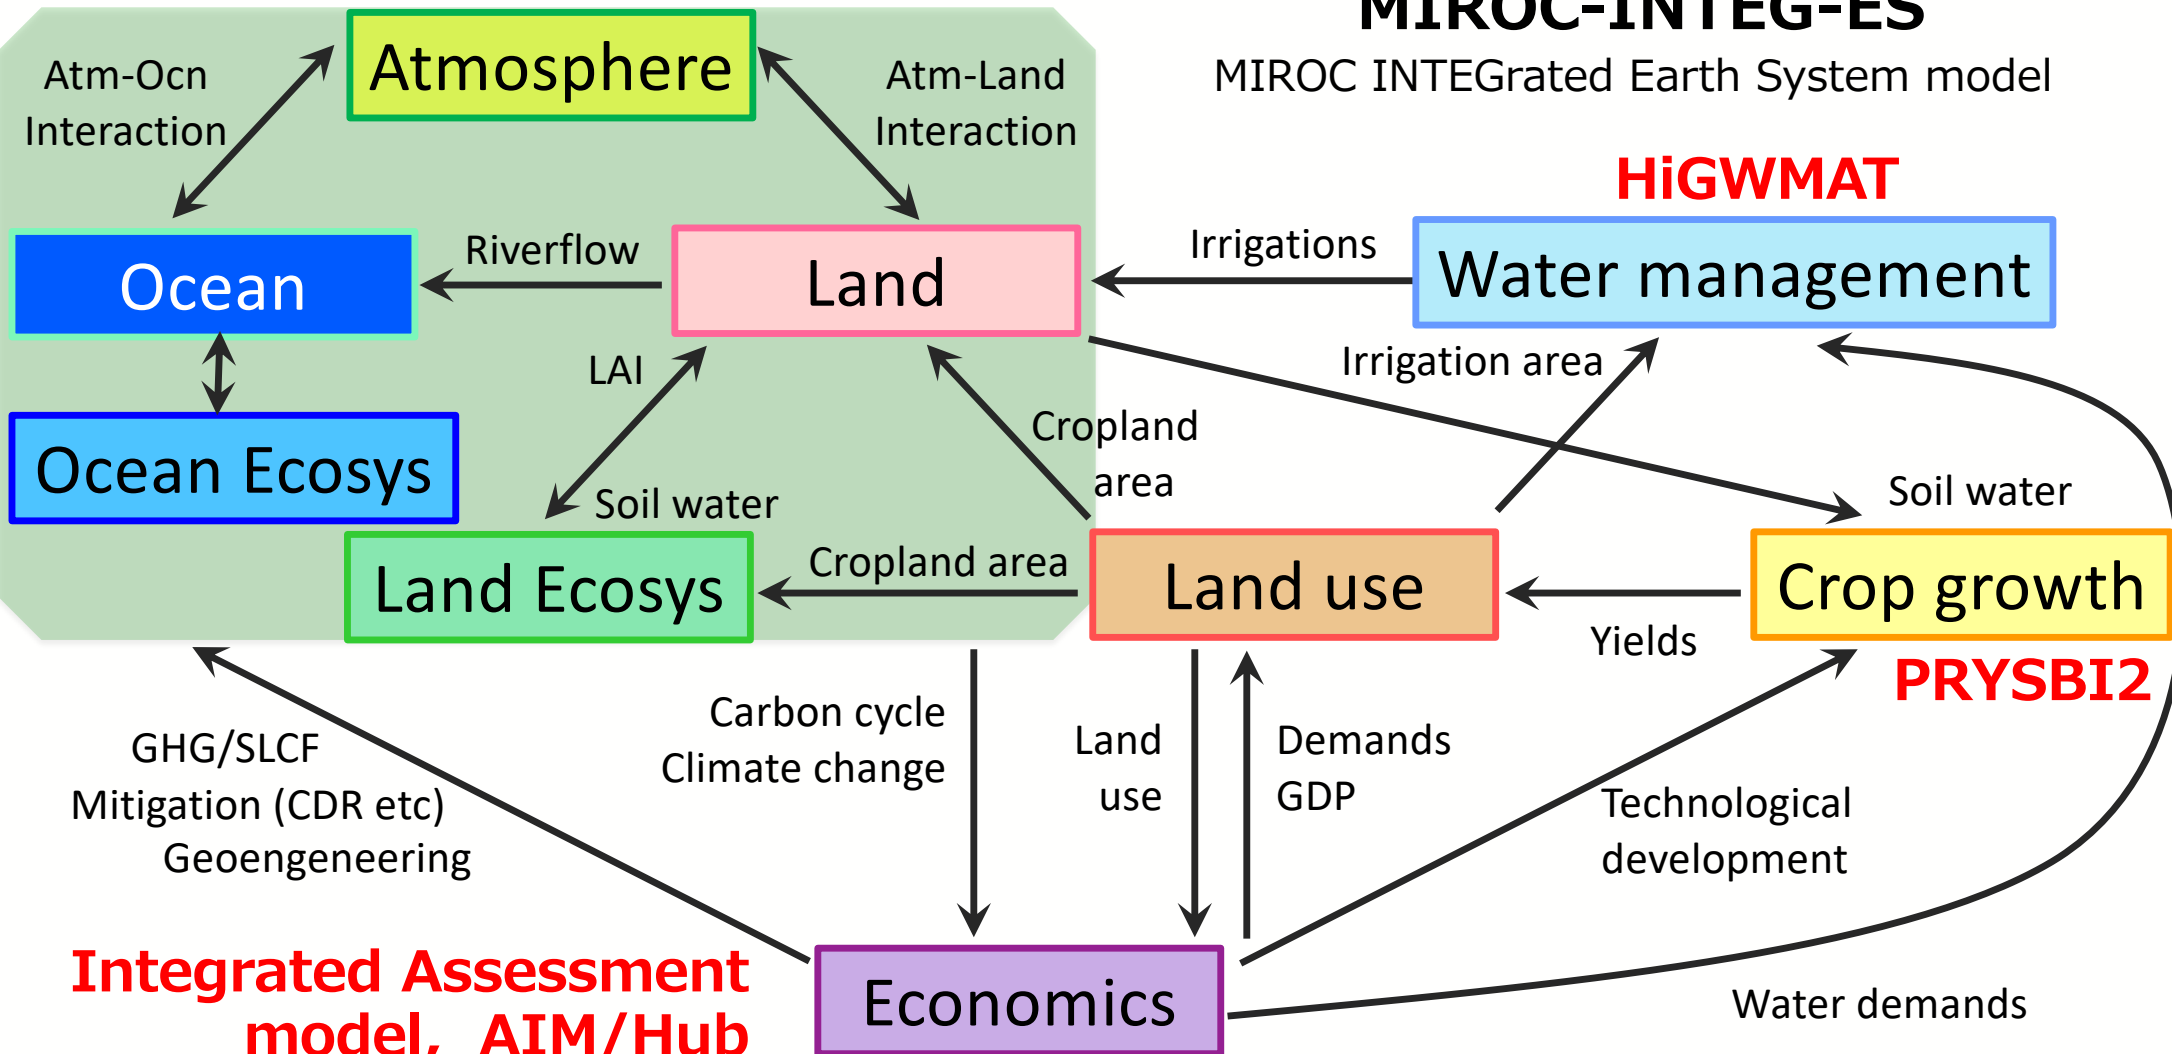 MIROC-INTEG-ES
MIROC INTEGrated Earth System model
Atmosphere
Atm-Ocn
Interaction
Atm-Land
Interaction
HiGWMAT
Ocean
Riverflow
Land
Irrigations
Water management
LAI
Irrigation area
Cropland
area
Ocean Ecosys
Soil water
Soil water
Land Ecosys
Cropland area
Land use
Yields
Crop growth
PRYSBI2
GHG/SLCF
Mitigation (CDR etc)
Geoengeneering
Carbon cycle
Climate change
Land
use
Demands
GDP
Technological
development
Integrated Assessment
model, AIM/Hub
Economics
Water demands